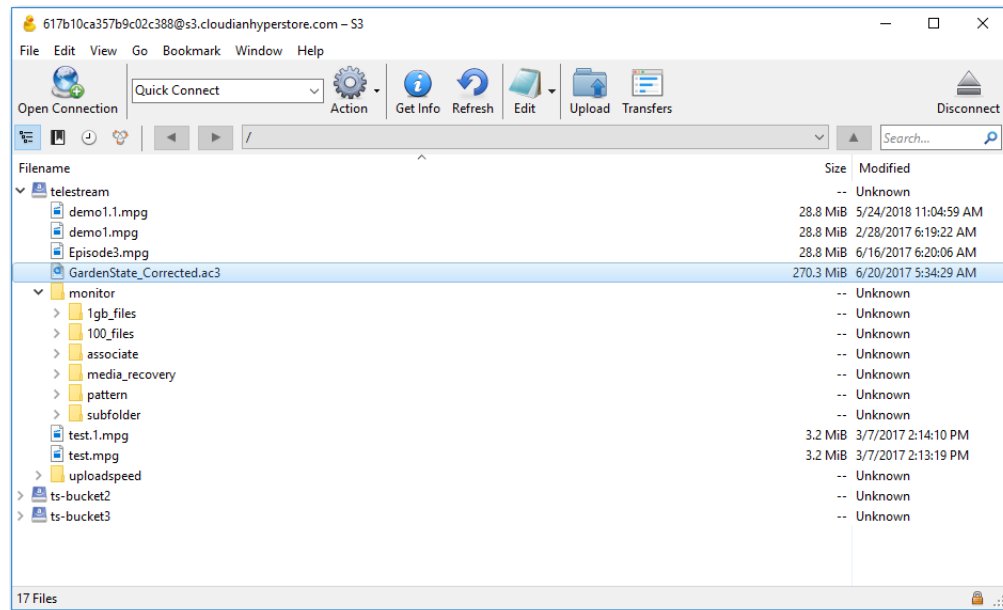 617b10ca357b9c02c388@s3.cloudianhyperstore.com – S3
File Edit View Go Bookmark Window Help
Open Connection Quick Connect Action Get Info Refresh Edit Upload Transfers Disconnect
/ Search...
Filename Size Modified
telestream -- Unknown
demo1.1.mpg 28.8 MiB 5/24/2018 11:04:59 AM
demo1.mpg 28.8 MiB 2/28/2017 6:19:22 AM
Episode3.mpg 28.8 MiB 6/16/2017 6:20:06 AM
GardenState_Corrected.ac3 270.3 MiB 6/20/2017 5:34:29 AM
monitor -- Unknown
1gb_files -- Unknown
100_files -- Unknown
associate -- Unknown
media_recovery -- Unknown
pattern -- Unknown
subfolder -- Unknown
test.1.mpg 3.2 MiB 3/7/2017 2:14:10 PM
test.mpg 3.2 MiB 3/7/2017 2:13:19 PM
uploadspeed -- Unknown
ts-bucket2 -- Unknown
ts-bucket3 -- Unknown
17 Files